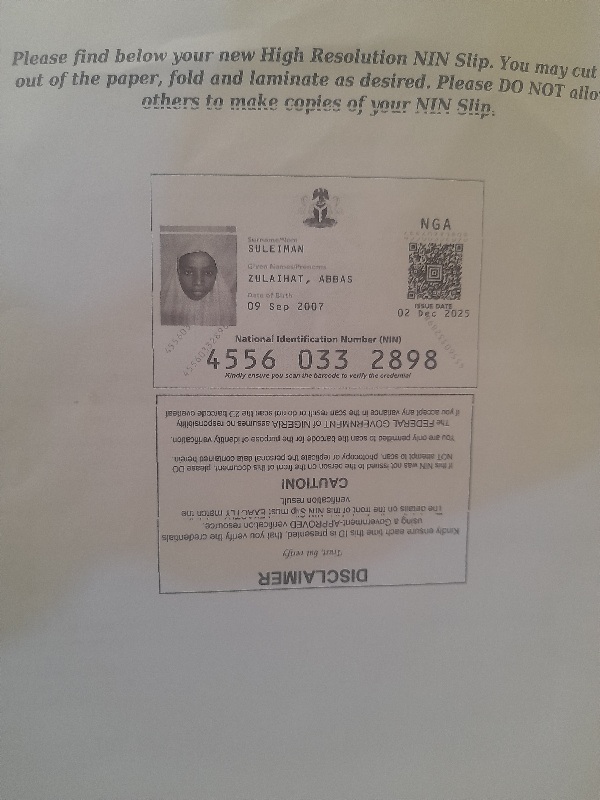 Please find below your new High Resolution NIN Slip. You may cut
out of the paper, fold and laminate as desired. Please DO NOT allo
others to make copies of your NIN Slip.
NGA
Surname/Nom
SULEIMAN
Given Names/Prénoms
ZULAIHAT, ABBAS
Date of Birth
09 Sep 2007
ISSUE DATE
02 Dec 2025
National Identification Number (NIN)
4556 033 2898
Kindly ensure you scan the barcode to verify the credential
DISCLAIMER
Trust, but verify
Kindly ensure each time this ID is presented, that you verify the credentials
using a Government-APPROVED verification resource.
The details on the front of this NIN Slip must EXACTLY match the
verification result.
CAUTION!
If this NIN was not issued to the person on the front of this document, please DO
NOT attempt to scan, photocopy or replicate the personal data contained herein.
You are only permitted to scan the barcode for the purpose of identity verification.
The FEDERAL GOVERNMENT of NIGERIA assumes no responsibility
if you accept any variance in the scan result or do not scan the 2D barcode overleaf